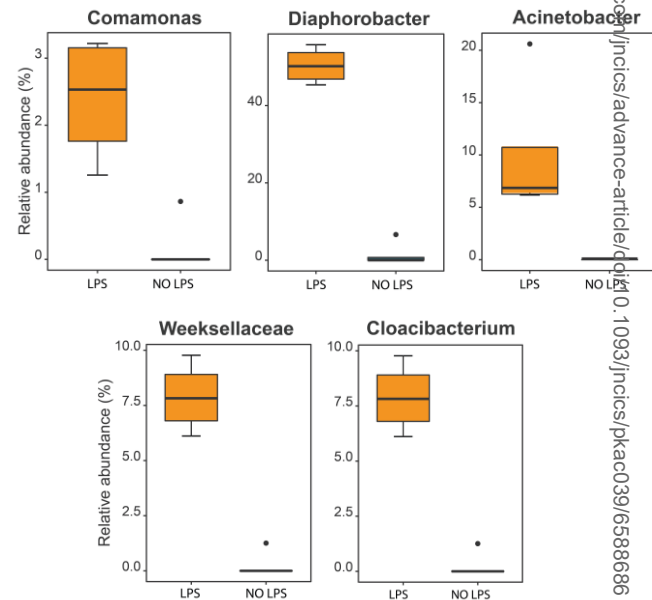 Comamonas
Diaphorobacter
Acinetobacter
Relative abundance (%)
3
2
1
0
LPS
NO LPS
40
20
0
LPS
NO LPS
20
15
10
5
0
LPS
NO LPS
Weeksellaceae
Cloacibacterium
Relative abundance (%)
10.0
7.5
5.0
2.5
0.0
LPS
NO LPS
10.0
7.5
5.0
2.5
0.0
LPS
NO LPS
com/jncics/advance-article/doi/10.1093/jncics/pkac039/6588686